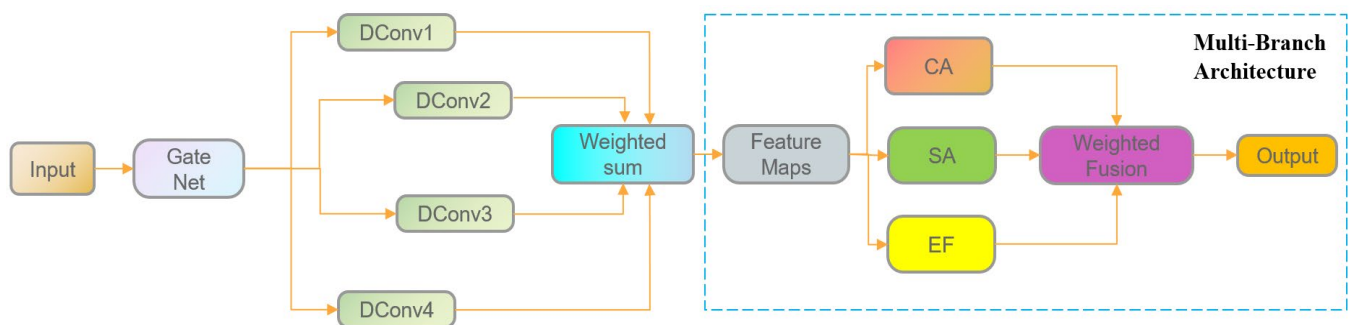 Input
Gate
Net
DConv1
DConv2
DConv3
DConv4
Weighted
sum
Multi-Branch
Architecture
Feature
Maps
CA
SA
EF
Weighted
Fusion
Output